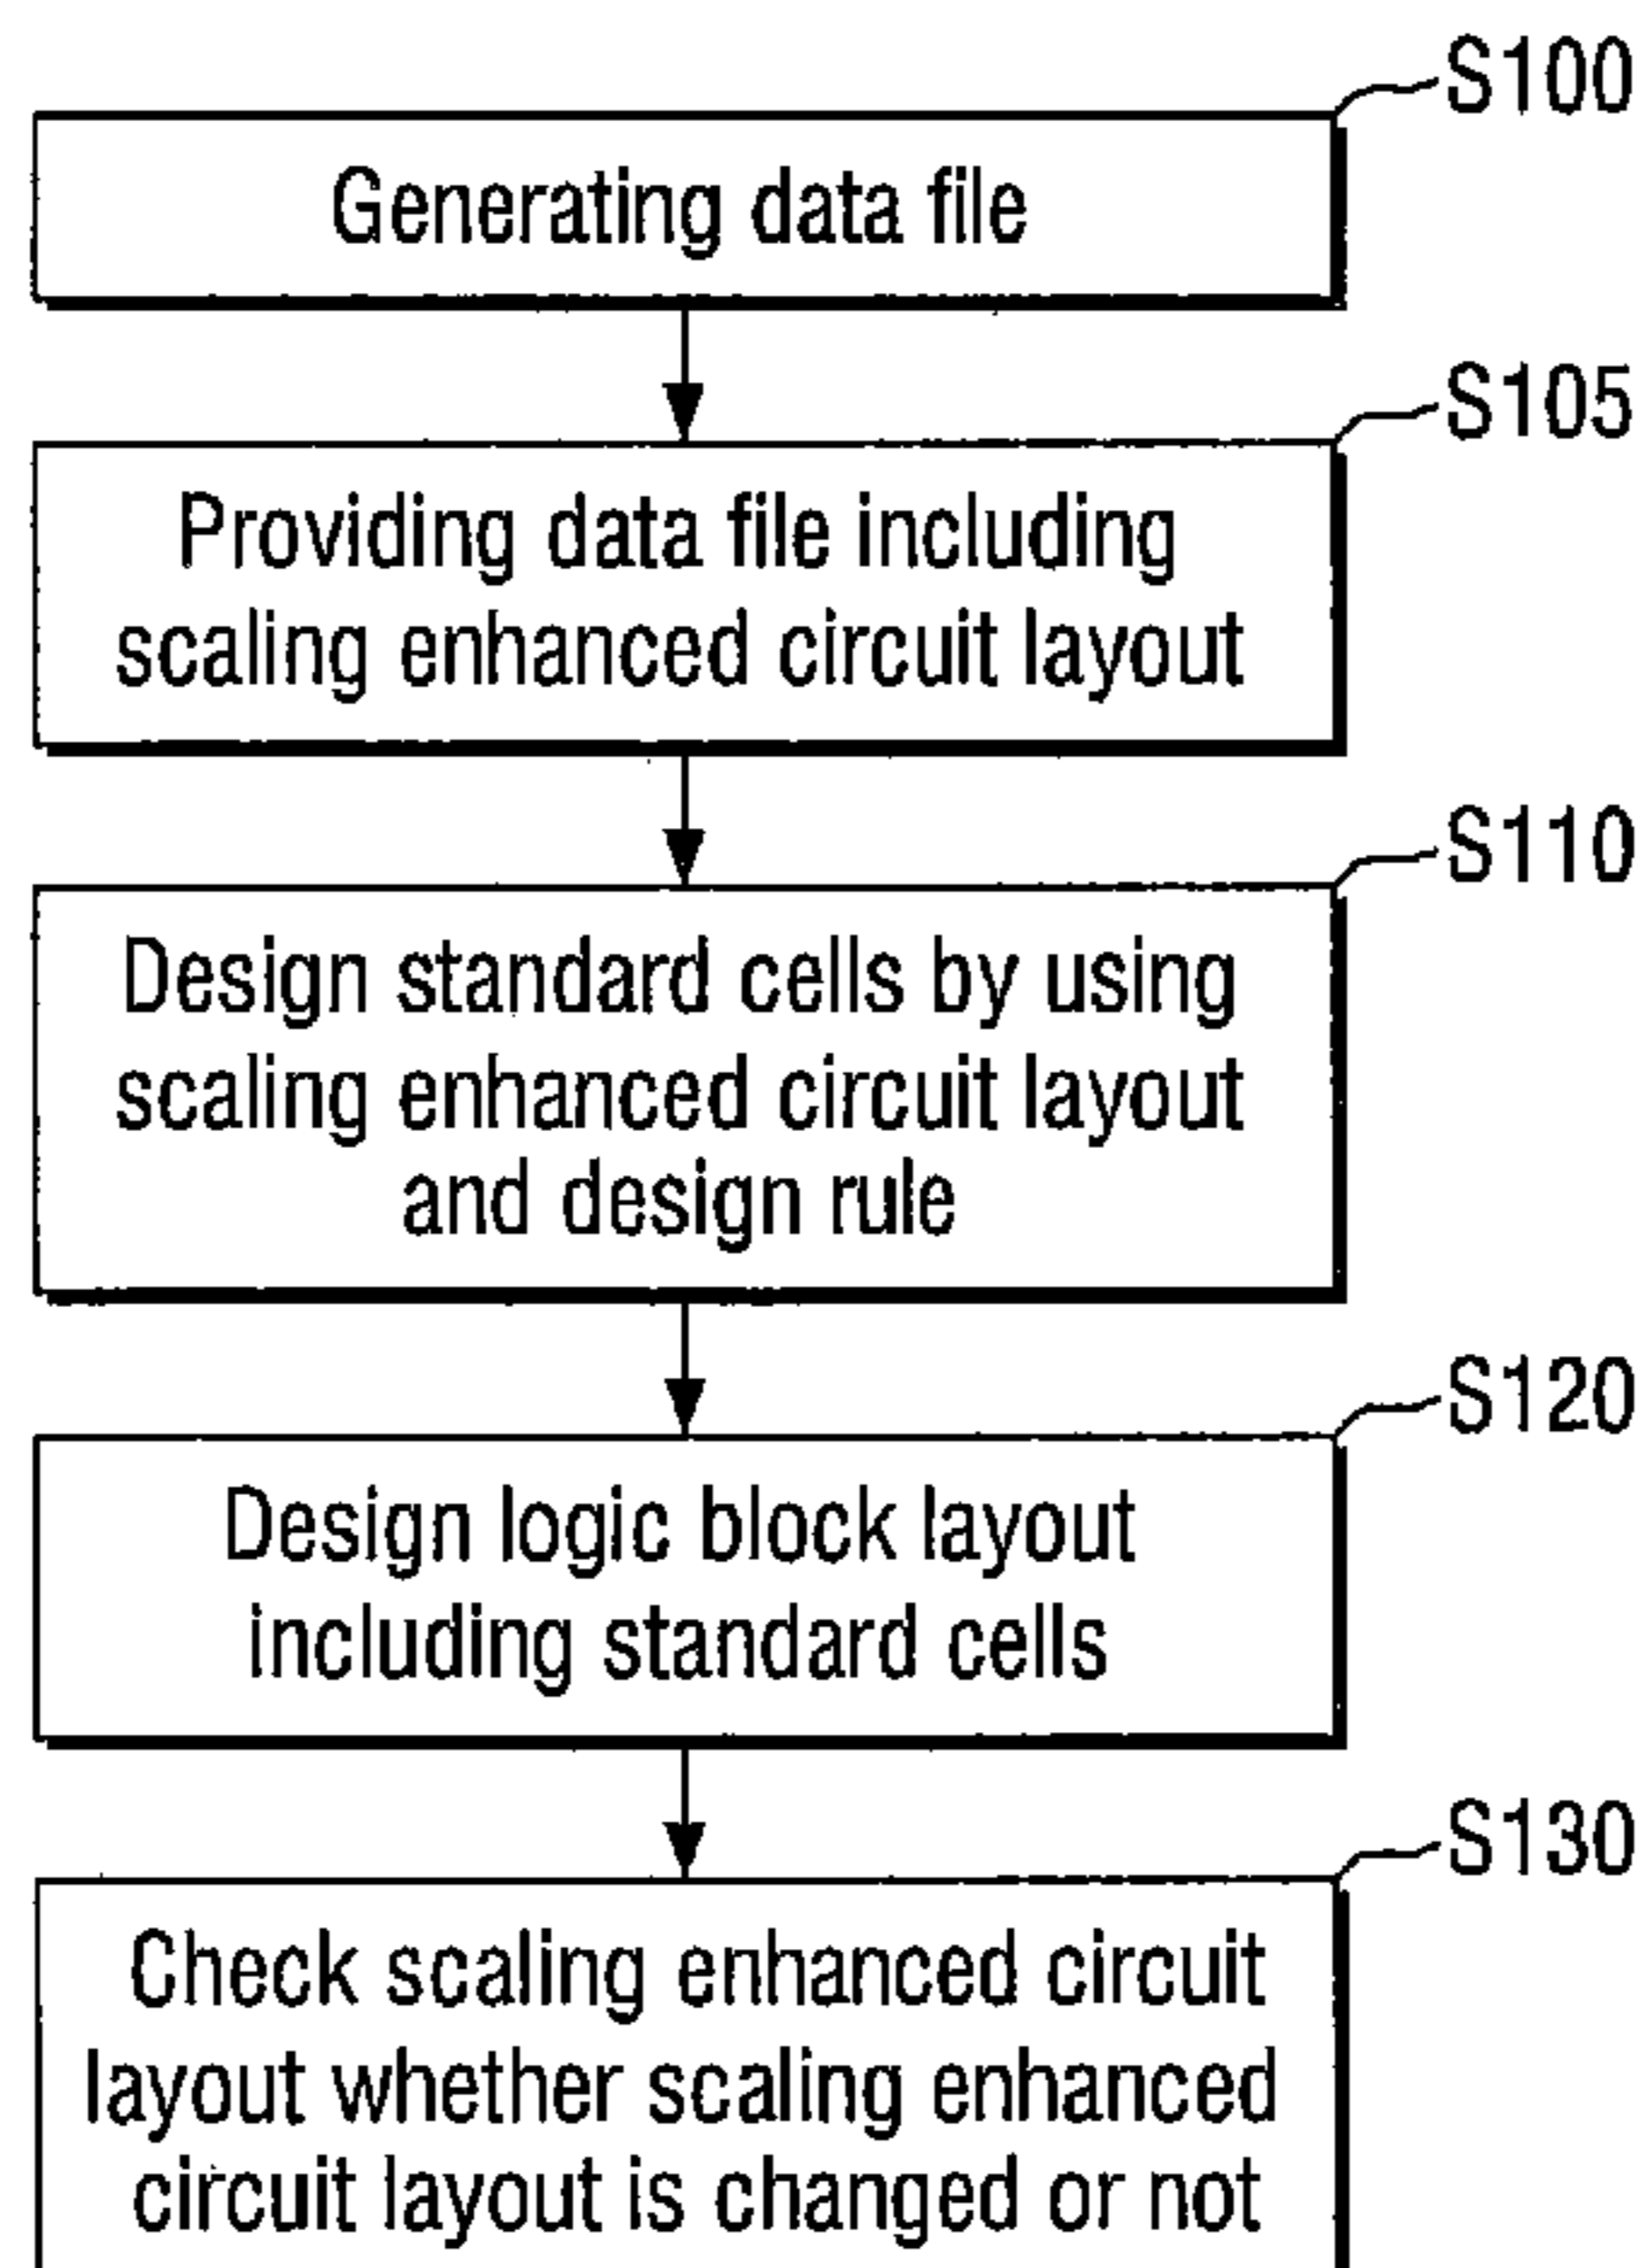 S100
Generating data file
S105
Providing data file including
scaling enhanced circuit layout
S110
Design standard cells by using
scaling enhanced circuit layout
and design rule
S120
Design logic block layout
including standard cells
S130
Check scaling enhanced circuit
layout whether scaling enhanced
circuit layout is changed or not